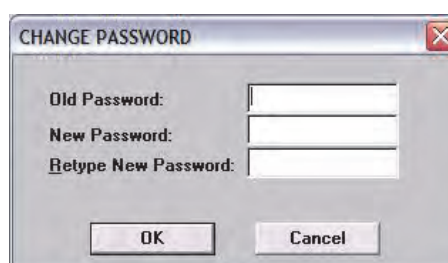 CHANGE PASSWORD
Old Password:
New Password:
Retype New Password:
OK Cancel